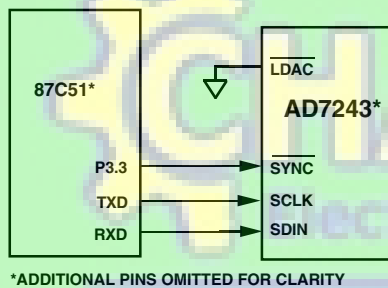 87C51*
LDAC
AD7243*
P3.3
SYNC
TXD
SCLK
RXD
SDIN
*ADDITIONAL PINS OMITTED FOR CLARITY